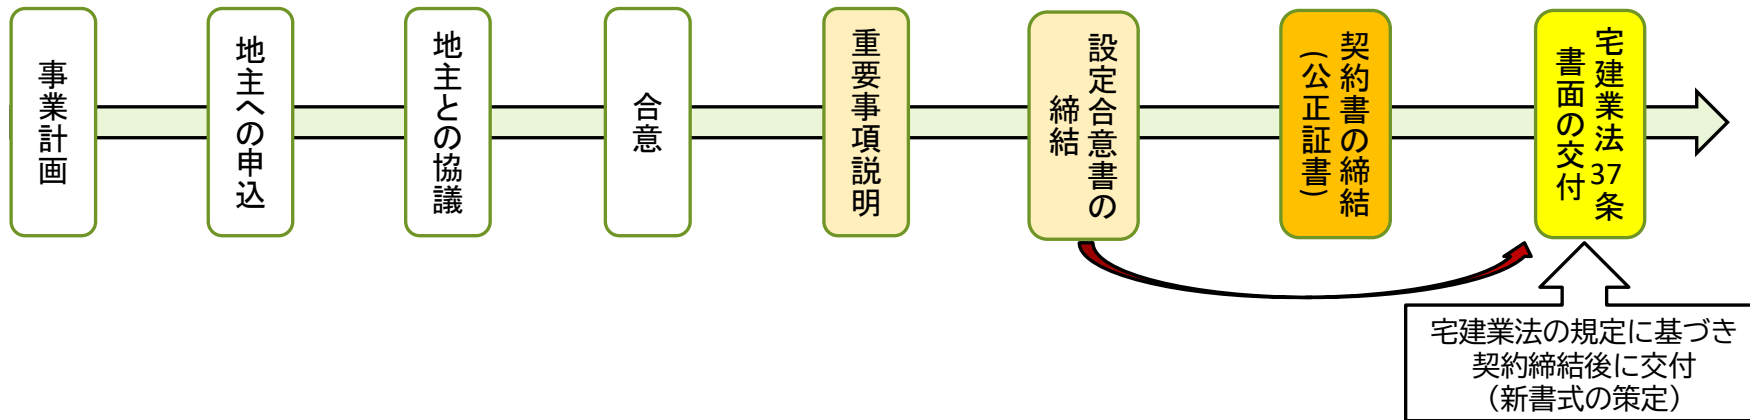 事業計画
地主への申込
地主との協議
合意
重要事項説明
設定合意書の
締結
契約書の締結
(公正証書)
宅建業法37条
書面の交付
宅建業法の規定に基づき
契約締結後に交付
(新書式の策定)